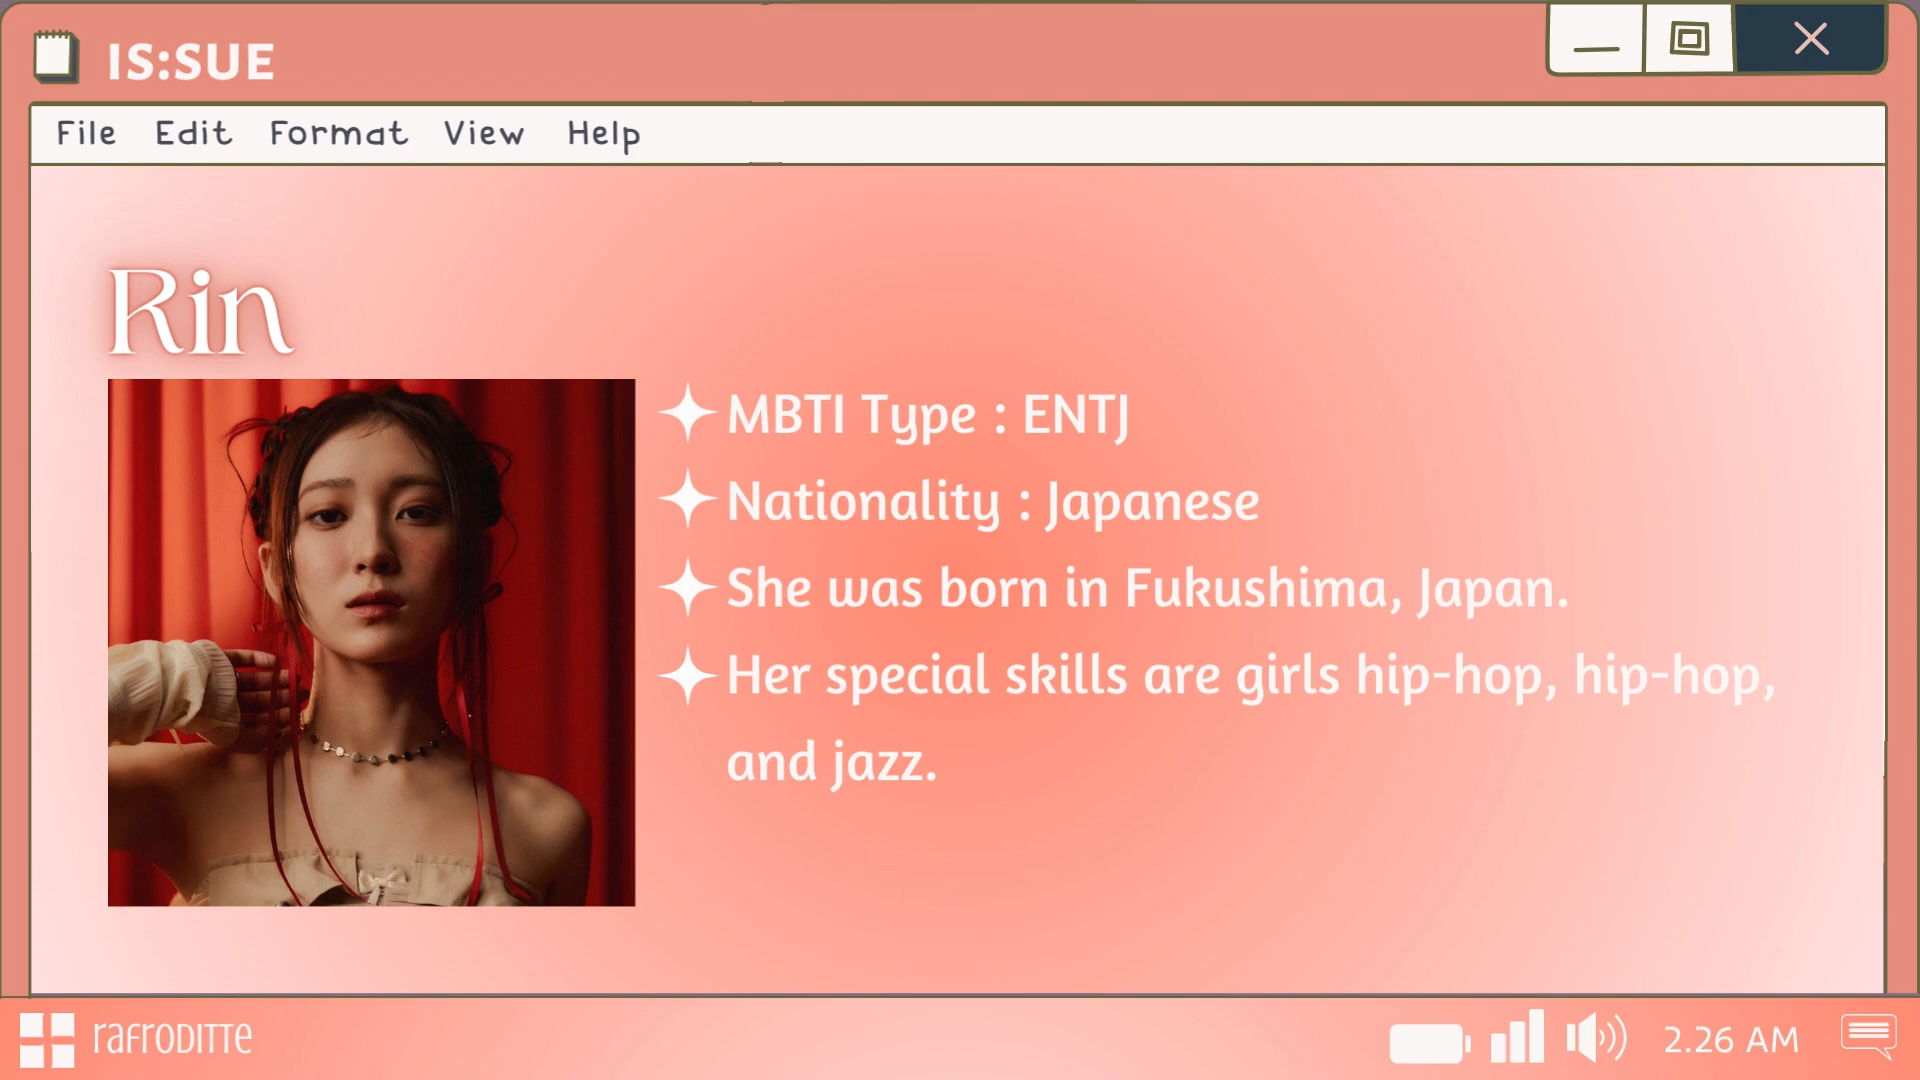 IS:SUE
File Edit Format View Help
Rin
MBTI Type : ENTJ
Nationality : Japanese
She was born in Fukushima, Japan.
Her special skills are girls hip-hop, hip-hop,
and jazz.
rafroditte
2.26 AM